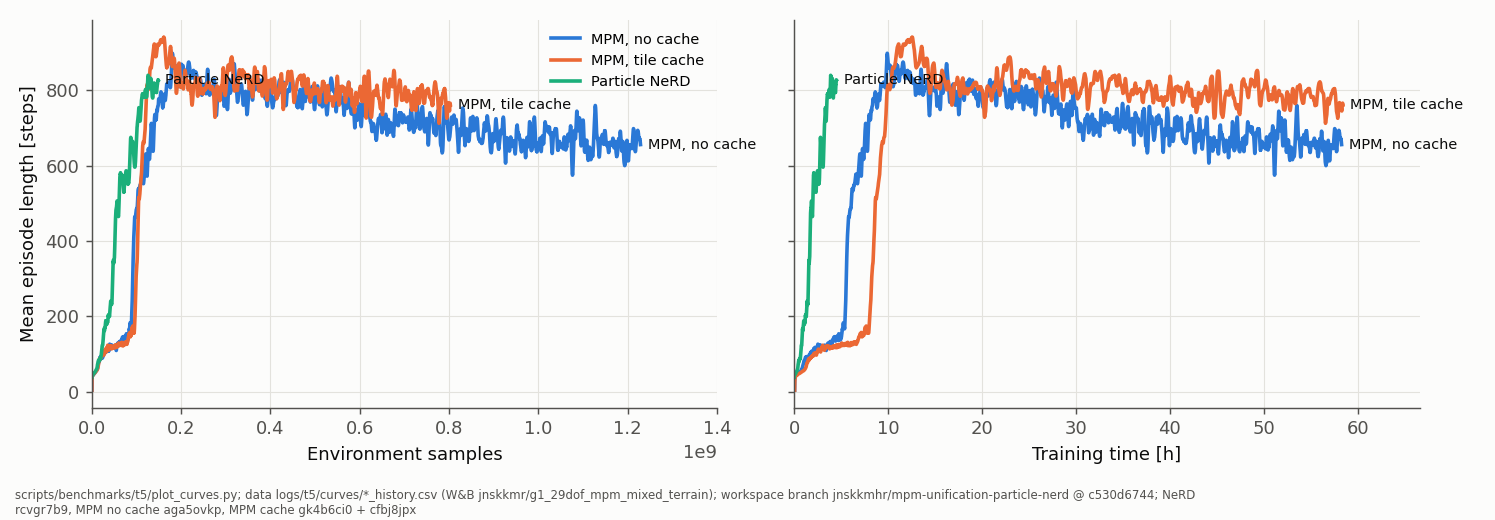 MPM, no cache
MPM, tile cache
Particle NeRD
Particle NeRD
MPM, tile cache
MPM, no cache
Mean episode length [steps]
800
600
400
200
0
0.0 0.2 0.4 0.6 0.8 1.0 1.2 1.4
1e9
Environment samples
Particle NeRD
MPM, tile cache
MPM, no cache
0 10 20 30 40 50 60
Training time [h]
scripts/benchmarks/t5/plot_curves.py; data logs/t5/curves/*_history.csv (W&B jnskkmr/g1_29dof_mpm_mixed_terrain); workspace branch jnskkmhr/mpm-unification-particle-nerd @ c530d6744; NeRD
rcvgr7b9, MPM no cache aga5ovkp, MPM cache gk4b6ci0 + cfbj8jpx